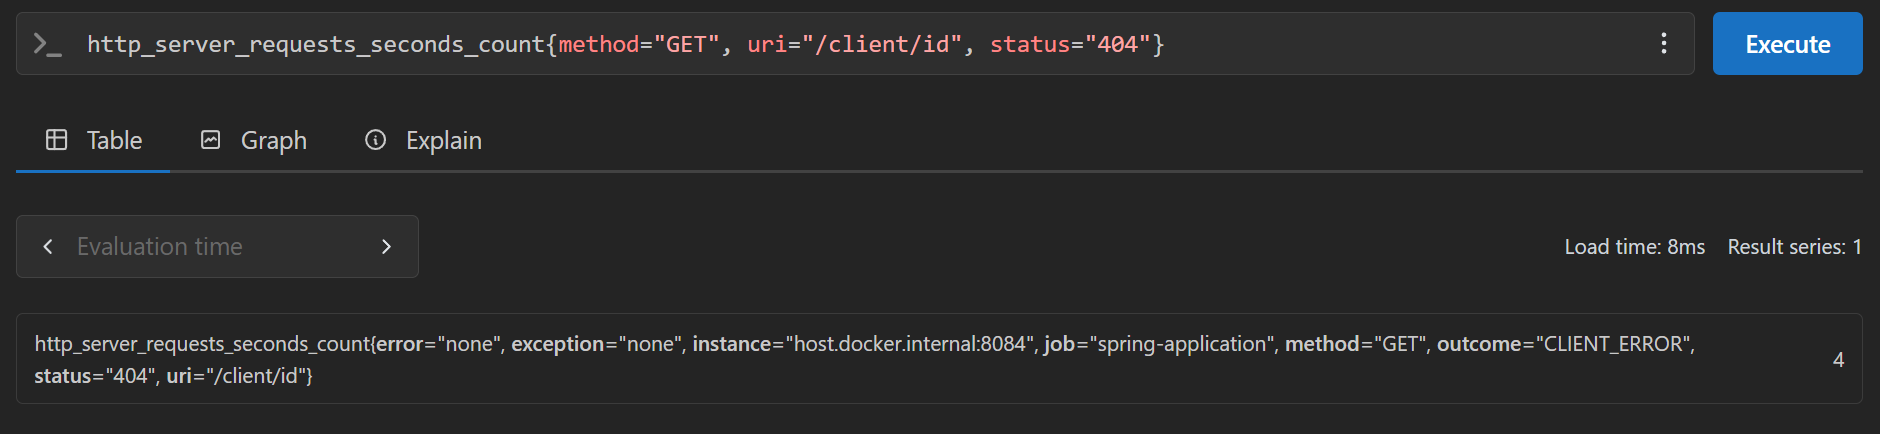 http_server_requests_seconds_count{method="GET", uri="/client/id", status="404"}
Execute
Table
Graph
Explain
Evaluation time
Load time: 8ms
Result series: 1
http_server_requests_seconds_count{error="none", exception="none", instance="host.docker.internal:8084", job="spring-application", method="GET", outcome="CLIENT_ERROR",
status="404", uri="/client/id"}
4